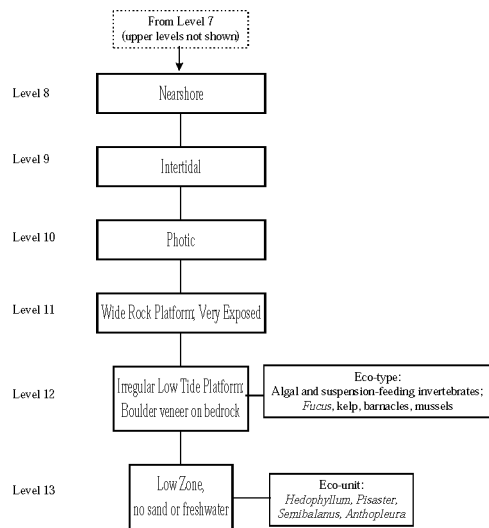 From Level 7
(upper levels not shown)
Level 8
Nearshore
Level 9
Intertidal
Level 10
Photic
Level 11
Wide Rock Platform, Very Exposed
Level 12
Irregular Low Tide Platform:
Boulder veneer on bedrock
Eco-type:
Algal and suspension-feeding invertebrates;
Fucus, kelp, barnacles, mussels
Level 13
Low Zone,
no sand or freshwater
Eco-unit:
Hedophyllum, Pisaster,
Semibalanus, Anthopleura